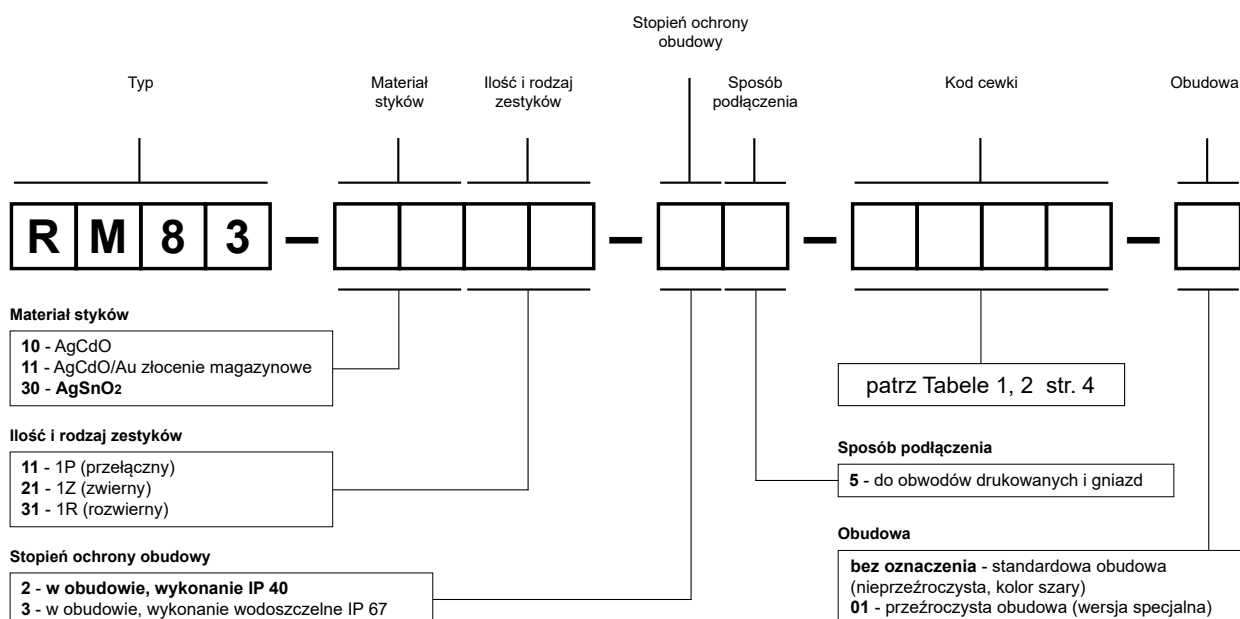 Stopień ochrony
obudowy
Typ
Materiał
styków
Ilość i rodzaj
zestyków
Sposób
podłączenia
Kod cewki
Obudowa
R M 8 3 – – – –
Materiał styków
10 - AgCdO
11 - AgCdO/Au złocenie magazynowe
30 - AgSnO2
patrz Tabele 1, 2 str. 4
Ilość i rodzaj zestyków
11 - 1P (przełączny)
21 - 1Z (zwierny)
31 - 1R (rozwierny)
Sposób podłączenia
5 - do obwodów drukowanych i gniazd
Stopień ochrony obudowy
2 - w obudowie, wykonanie IP 40
3 - w obudowie, wykonanie wodoszczelne IP 67
Obudowa
bez oznaczenia - standardowa obudowa
(nieprzeźroczysta, kolor szary)
01 - przeźroczysta obudowa (wersja specjalna)